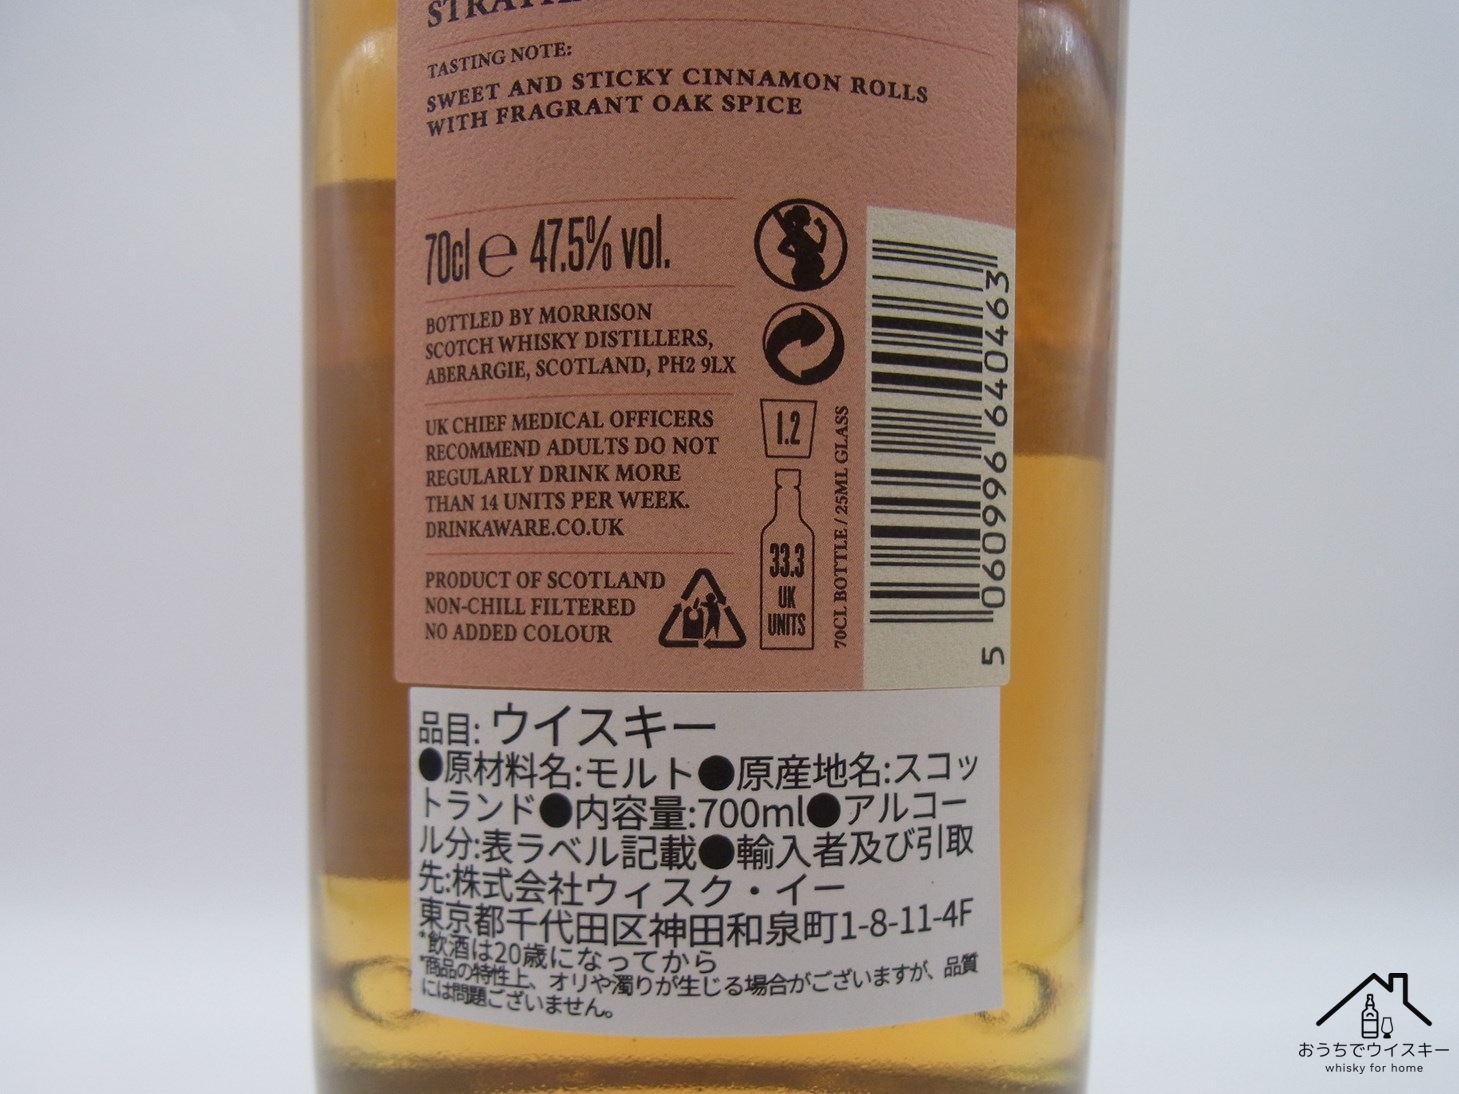 TASTING NOTE:
SWEET AND STICKY CINNAMON ROLLS
WITH FRAGRANT OAK SPICE
70cl e 47.5% vol.
BOTTLED BY MORRISON
SCOTCH WHISKY DISTILLERS,
ABERARGIE, SCOTLAND, PH2 9LX
UK CHIEF MEDICAL OFFICERS
RECOMMEND ADULTS DO NOT
REGULARLY DRINK MORE
THAN 14 UNITS PER WEEK.
DRINKAWARE.CO.UK
PRODUCT OF SCOTLAND
NON-CHILL FILTERED
NO ADDED COLOUR
1.2
33.3
UK
UNITS
70CL BOTTLE / 25ML GLASS
5 060996 640463
品目: ウイスキー
●原材料名:モルト●原産地名:スコッ
トランド●内容量:700ml●アルコー
ル分:表ラベル記載●輸入者及び引取
先:株式会社ウィスク・イー
東京都千代田区神田和泉町1-8-11-4F
*飲酒は20歳になってから
*商品の特性上、オリや濁りが生じる場合がございますが、品質
には問題ございません。
おうちでウイスキー
whisky for home